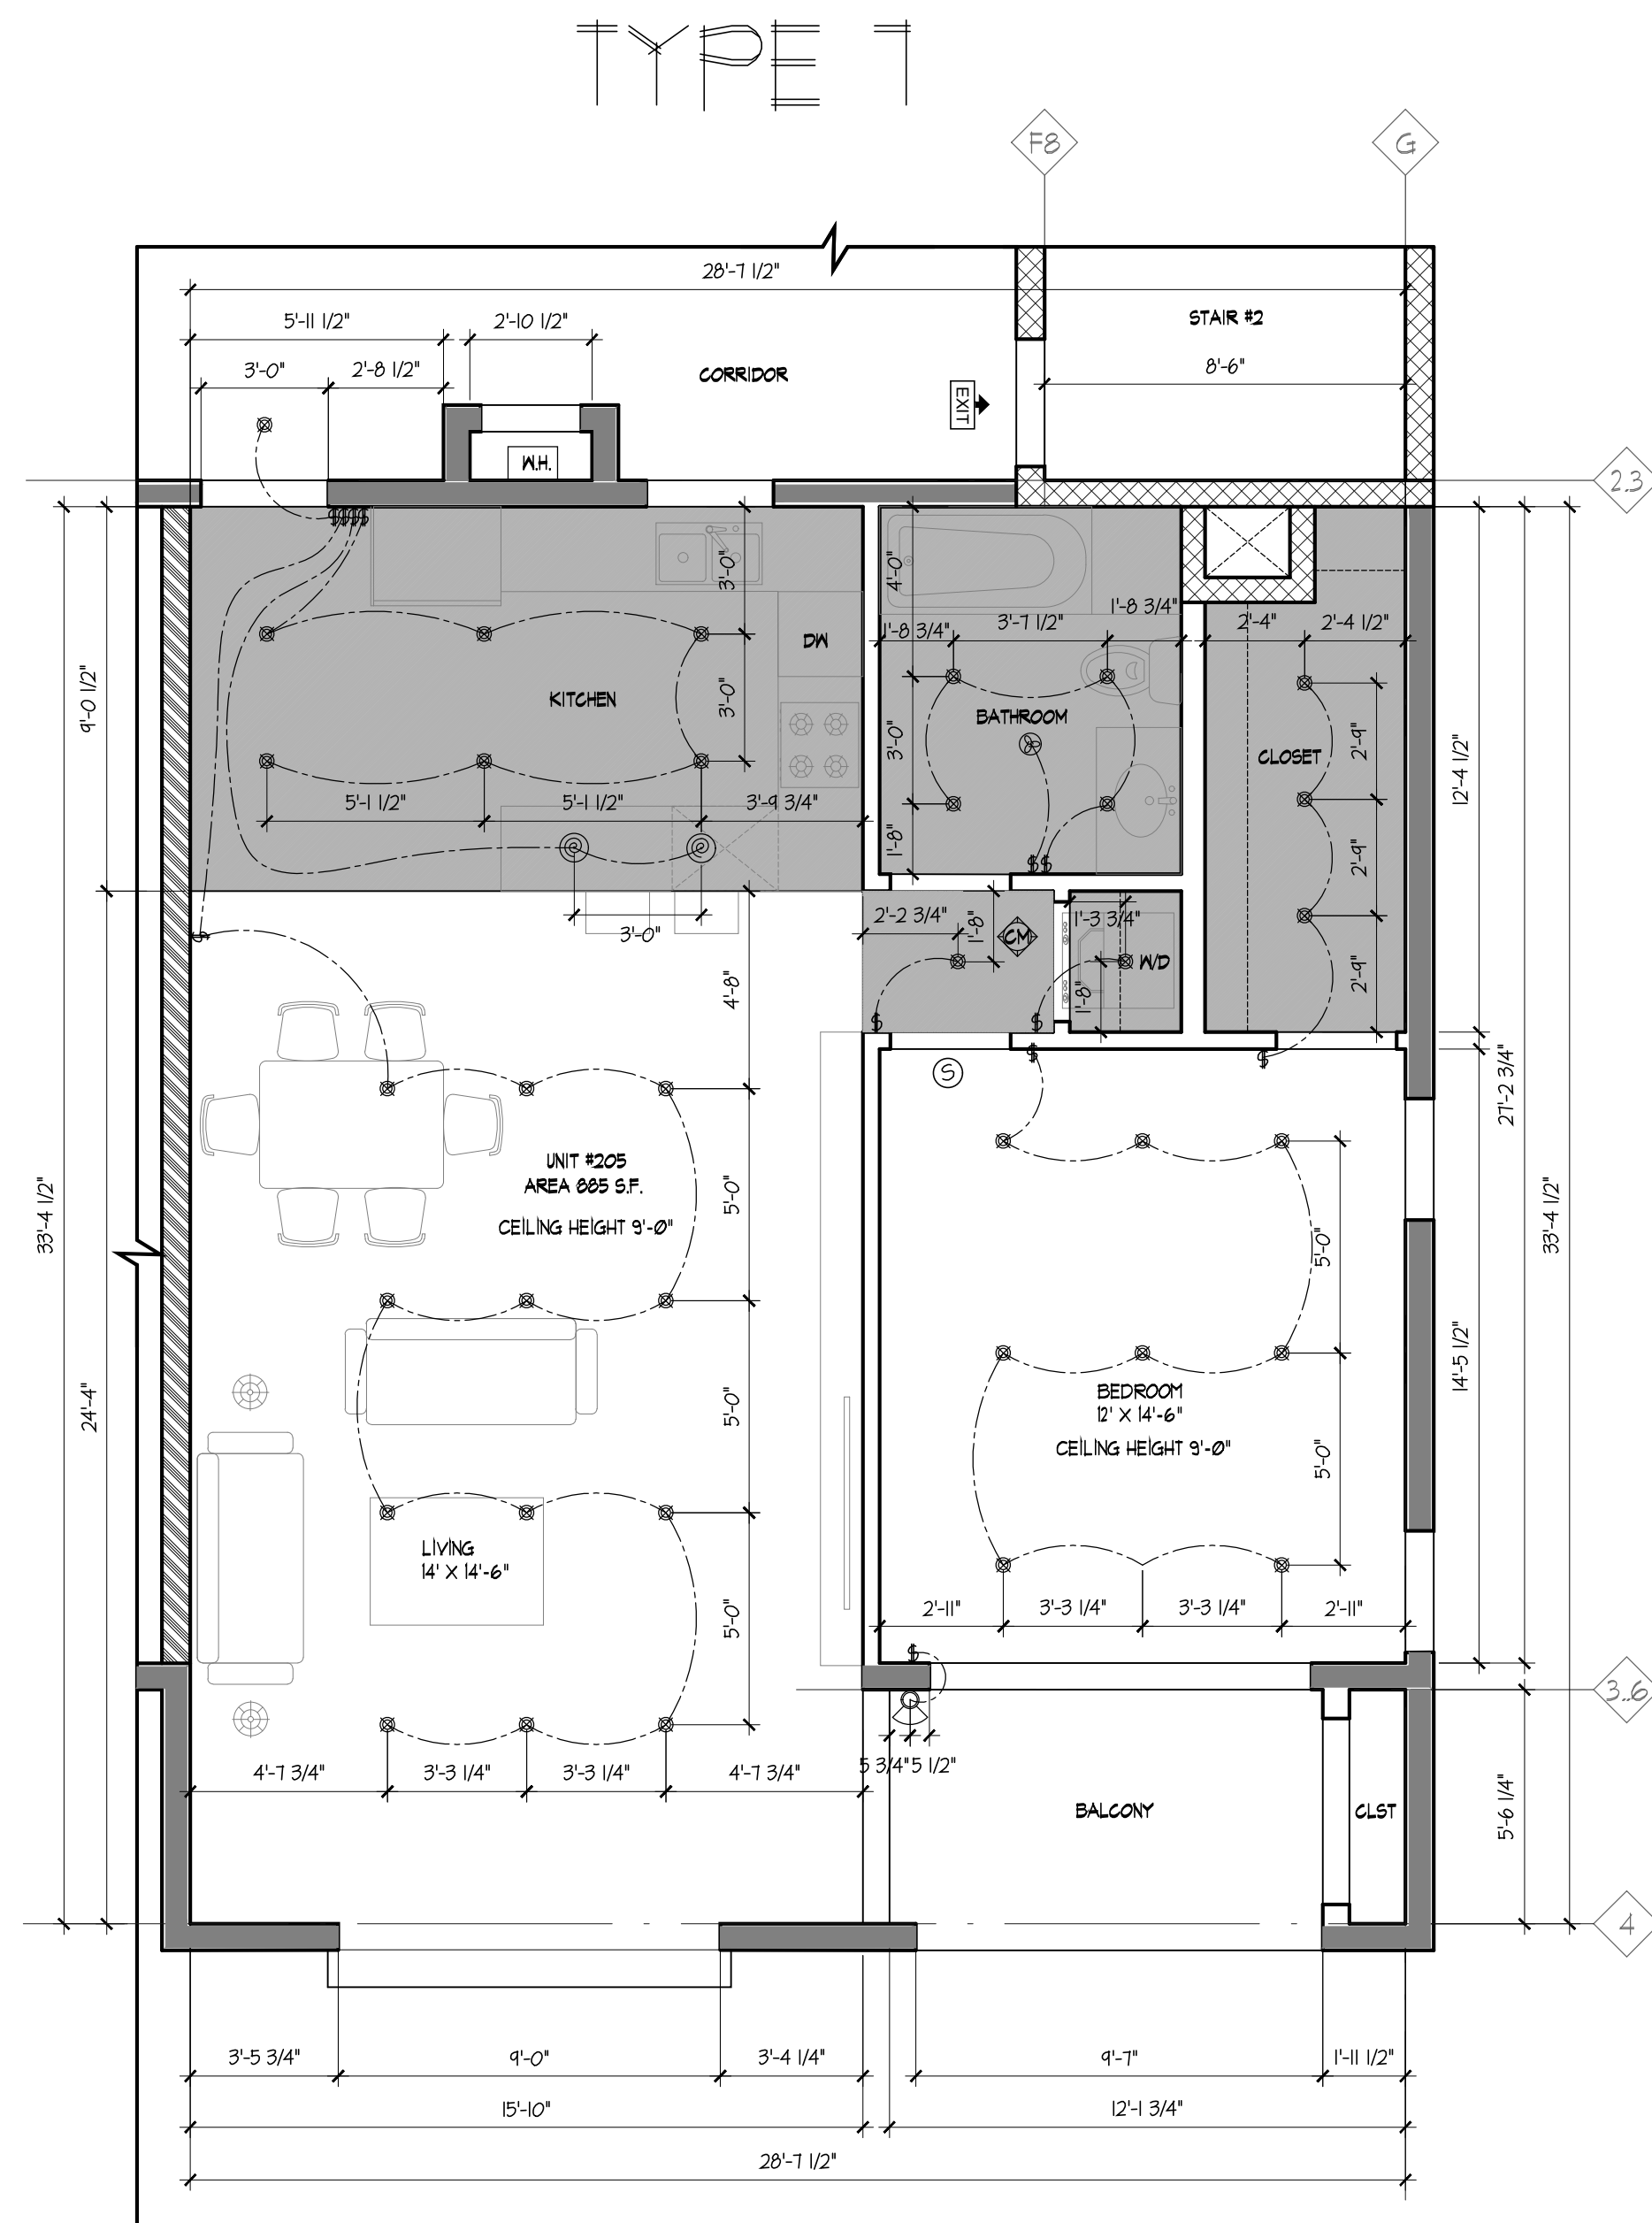 TYPE 7
F8
G
28'-7 1/2"
5'-11 1/2"
2'-10 1/2"
STAIR #2
3'-0"
2'-8 1/2"
CORRIDOR
8'-6"
EXIT
W.H.
2.3
$$$$
3'-0"
4'-0"
1'-8 3/4"
3'-7 1/2"
1'-8 3/4"
2'-4"
2'-4 1/2"
DW
9'-0 1/2"
KITCHEN
3'-0"
BATHROOM
3'-0"
CLOSET
2'-9"
12'-4 1/2"
5'-1 1/2"
5'-1 1/2"
3'-9 3/4"
1'-8"
$$
2'-9"
3'-0"
$
2'-2 3/4"
1'-8"
CM
1'-3 3/4"
W/D
1'-8"
2'-9"
4'-8"
$
$
$
$
S
27'-2 3/4"
UNIT #205
AREA 885 S.F.
CEILING HEIGHT 9'-0"
5'-0"
33'-4 1/2"
5'-0"
33'-4 1/2"
24'-4"
5'-0"
BEDROOM
12' X 14'-6"
CEILING HEIGHT 9'-0"
5'-0"
14'-5 1/2"
LIVING
14' X 14'-6"
5'-0"
2'-11"
3'-3 1/4"
3'-3 1/4"
2'-11"
$
3.6
4'-7 3/4"
3'-3 1/4"
3'-3 1/4"
4'-7 3/4"
5 3/4"
5 1/2"
BALCONY
CLST
5'-6 1/4"
4
3'-5 3/4"
9'-0"
3'-4 1/4"
9'-7"
1'-11 1/2"
15'-10"
12'-1 3/4"
28'-7 1/2"